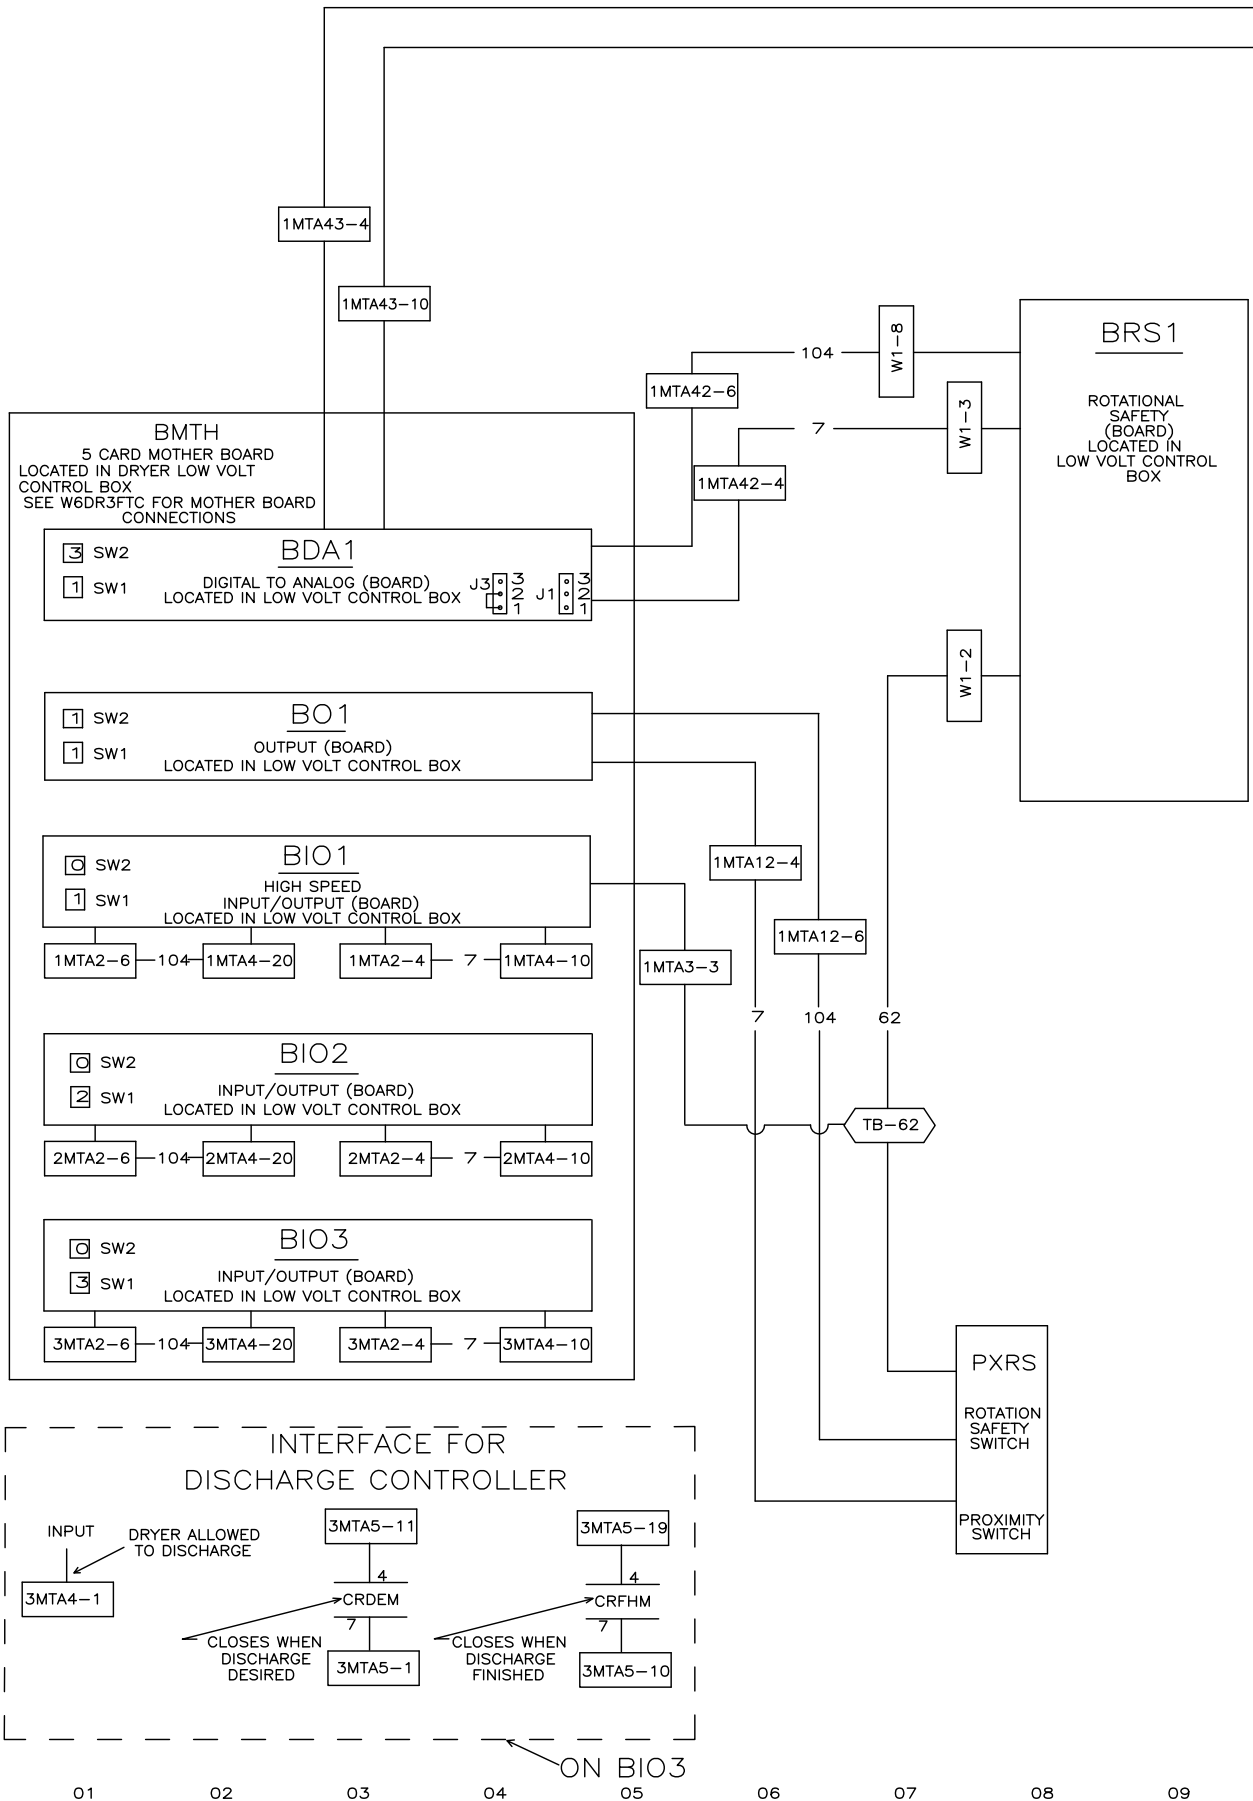 1MTA43-4
1MTA43-10
1MTA42-6
104
W1-8
BRS1
ROTATIONAL
SAFETY
(BOARD)
LOCATED IN
LOW VOLT CONTROL
BOX
1MTA42-4
7
W1-3
BMTH
5 CARD MOTHER BOARD
LOCATED IN DRYER LOW VOLT
CONTROL BOX
SEE W6DR3FTC FOR MOTHER BOARD
CONNECTIONS
BDA1
3 SW2
1 SW1
DIGITAL TO ANALOG (BOARD)
LOCATED IN LOW VOLT CONTROL BOX
J3
3
2
1
J1
3
2
1
W1-2
BO1
1 SW2
1 SW1
OUTPUT (BOARD)
LOCATED IN LOW VOLT CONTROL BOX
BIO1
0 SW2
1 SW1
HIGH SPEED
INPUT/OUTPUT (BOARD)
LOCATED IN LOW VOLT CONTROL BOX
1MTA12-4
1MTA12-6
1MTA2-6 104 1MTA4-20 1MTA2-4 7 1MTA4-10
1MTA3-3
7 104 62
BIO2
0 SW2
2 SW1
INPUT/OUTPUT (BOARD)
LOCATED IN LOW VOLT CONTROL BOX
TB-62
2MTA2-6 104 2MTA4-20 2MTA2-4 7 2MTA4-10
BIO3
0 SW2
3 SW1
INPUT/OUTPUT (BOARD)
LOCATED IN LOW VOLT CONTROL BOX
3MTA2-6 104 3MTA4-20 3MTA2-4 7 3MTA4-10
PXRS
ROTATION
SAFETY
SWITCH
PROXIMITY
SWITCH
INTERFACE FOR
DISCHARGE CONTROLLER
INPUT
DRYER ALLOWED
TO DISCHARGE
3MTA4-1
3MTA5-11
4
CRDEM
7
3MTA5-1
CLOSES WHEN
DISCHARGE
DESIRED
3MTA5-19
4
CRFHM
7
3MTA5-10
CLOSES WHEN
DISCHARGE
FINISHED
ON BIO3
01 02 03 04 05 06 07 08 09